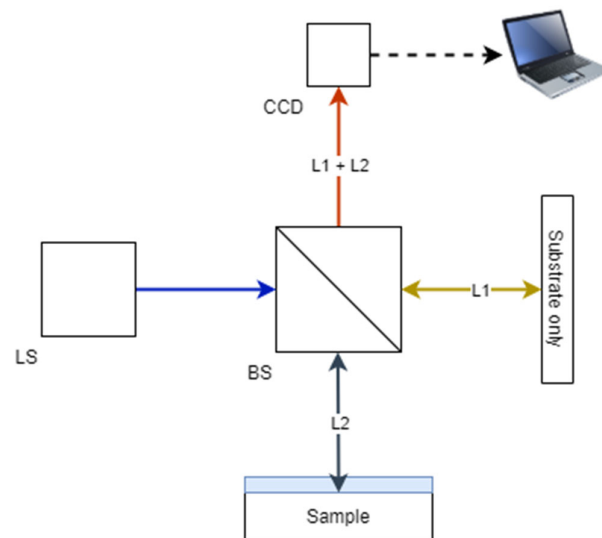 CCD
L1 + L2
LS
BS
L1
Substrate only
L2
Sample